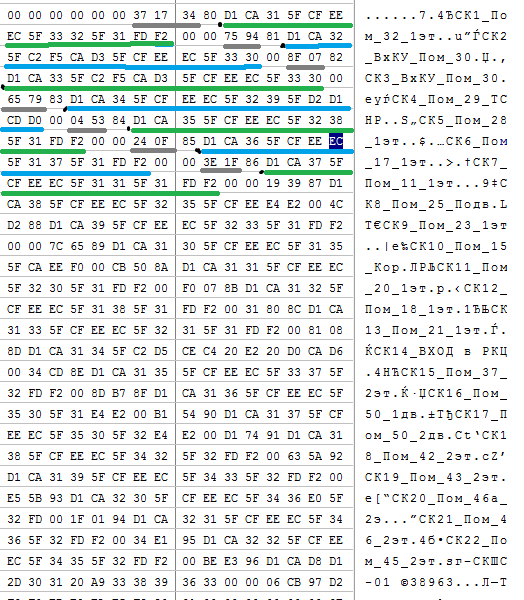 00 00 00 00 00 00 37 17 34 80 D1 CA 31 5F CF EE ......7.4ЂСК1_По
EC 5F 33 32 5F 31 FD F2 00 00 75 94 81 D1 CA 32 м_32_1эт..u”ЃСК2
5F C2 F5 CA D3 5F CF EE EC 5F 33 30 00 8F 07 82 _ВхКУ_Пом_30.Џ.‚
D1 CA 33 5F C2 F5 CA D3 5F CF EE EC 5F 33 30 00 СК3_ВхКУ_Пом_30.
65 79 83 D1 CA 34 5F CF EE EC 5F 32 39 5F D2 D1 eyѓСК4_Пом_29_ТС
CD D0 00 04 53 84 D1 CA 35 5F CF EE EC 5F 32 38 НР..S„СК5_Пом_28
5F 31 FD F2 00 00 24 0F 85 D1 CA 36 5F CF EE EC _1эт..$.…СК6_Пом
5F 31 37 5F 31 FD F2 00 00 3E 1F 86 D1 CA 37 5F _17_1эт..>.†СК7_
CF EE EC 5F 31 31 5F 31 FD F2 00 00 19 39 87 D1 Пом_11_1эт...9‡С
CA 38 5F CF EE EC 5F 32 35 5F CF EE E4 E2 00 4C К8_Пом_25_Подв.L
D2 88 D1 CA 39 5F CF EE EC 5F 32 33 5F 31 FD F2 Т€СК9_Пом_23_1эт
00 00 7C 65 89 D1 CA 31 30 5F CF EE EC 5F 31 35 ..|e‰СК10_Пом_15
5F CA EE F0 00 CB 50 8A D1 CA 31 31 5F CF EE EC _Кор.ЛPЉСК11_Пом
5F 32 30 5F 31 FD F2 00 F0 07 8B D1 CA 31 32 5F _20_1эт.р.‹СК12_
CF EE EC 5F 31 38 5F 31 FD F2 00 31 80 8C D1 CA Пом_18_1эт.1ЂЊСК
31 33 5F CF EE EC 5F 32 31 5F 31 FD F2 00 81 08 13_Пом_21_1эт.Ѓ.
8D D1 CA 31 34 5F C2 D5 CE C4 20 E2 20 D0 CA D6 ЌСК14_ВХОД в РКЦ
00 34 CD 8E D1 CA 31 35 5F CF EE EC 5F 33 37 5F .4НЋСК15_Пом_37_
32 FD F2 00 8D B7 8F D1 CA 31 36 5F CF EE EC 5F 2эт.Ќ·ЏСК16_Пом_
35 30 5F 31 E4 E2 00 B1 54 90 D1 CA 31 37 5F CF 50_1дв.±TђСК17_П
EE EC 5F 35 30 5F 32 E4 E2 00 D1 74 91 D1 CA 31 ом_50_2дв.Сt‘СК1
38 5F CF EE EC 5F 34 32 5F 32 FD F2 00 63 5A 92 8_Пом_42_2эт.cZ’
D1 CA 31 39 5F CF EE EC 5F 34 33 5F 32 FD F2 00 СК19_Пом_43_2эт.
E5 5B 93 D1 CA 32 30 5F CF EE EC 5F 34 36 E0 5F е[“СК20_Пом_46а_
32 FD 00 1F 01 94 D1 CA 32 31 5F CF EE EC 5F 34 2э...”СК21_Пом_4
36 5F 32 FD F2 00 34 E1 95 D1 CA 32 32 5F CF EE 6_2эт.4б•СК22_По
EC 5F 34 35 5F 32 FD F2 00 BE E3 96 D1 CA D8 D1 м_45_2эт.ѕг–СКШС
2D 30 31 20 A9 33 38 39 36 33 00 00 06 CB 97 D2 -01 ©38963...Л—Т